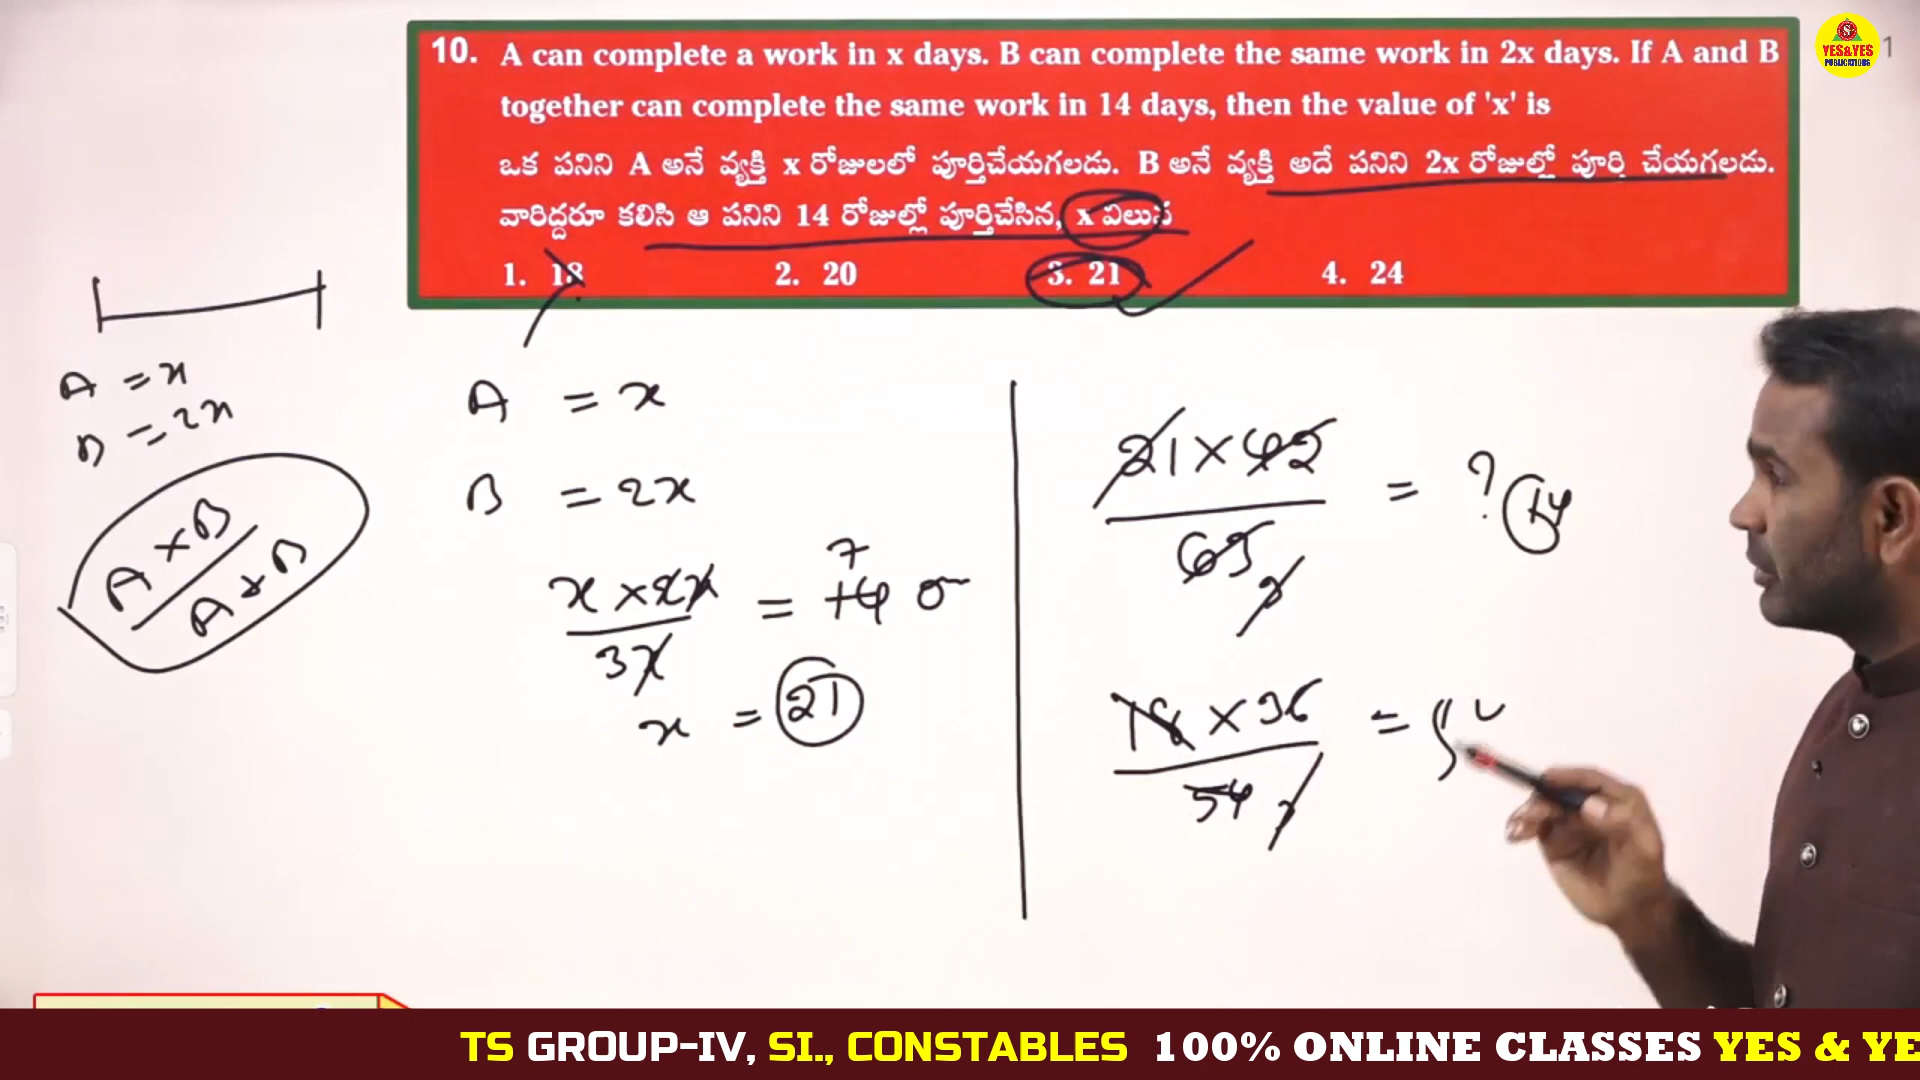 10. A can complete a work in x days. B can complete the same work in 2x days. If A and B
together can complete the same work in 14 days, then the value of 'x' is
ఒక పనిని A అనే వ్యక్తి x రోజులలో పూర్తిచేయగలడు. B అనే వ్యక్తి అదే పనిని 2x రోజుల్లో పూర్తి చేయగలడు.
వారిద్దరూ కలిసి ఆ పనిని 14 రోజుల్లో పూర్తిచేసిన, x విలువ
1. 18 2. 20 3. 21 4. 24
YES&YES
PUBLICATIONS
1
A = x
B = 2x
A × B
A + B
A = x
B = 2x
7
x × 2x = 14
3x
x = 21
21 × 42 = ? 14
63
18 × 36 =
54
TS GROUP-IV, SI., CONSTABLES 100% ONLINE CLASSES YES & YE